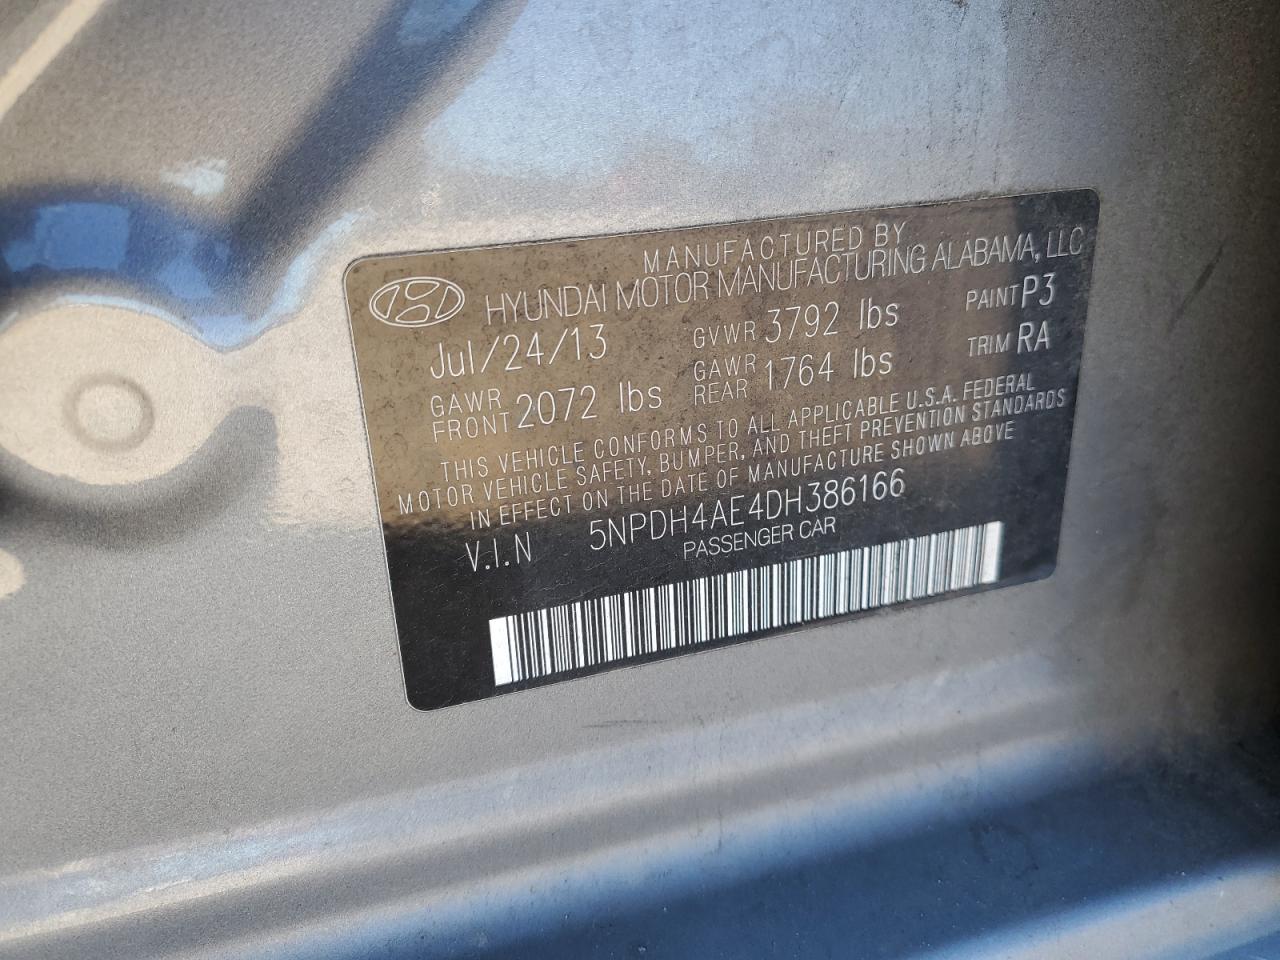 MANUFACTURED BY
HYUNDAI MOTOR MANUFACTURING ALABAMA, LLC
Jul/24/13 GVWR 3792 lbs PAINT P3
GAWR FRONT 2072 lbs GAWR REAR 1764 lbs TRIM RA
THIS VEHICLE CONFORMS TO ALL APPLICABLE U.S.A. FEDERAL
MOTOR VEHICLE SAFETY, BUMPER, AND THEFT PREVENTION STANDARDS
IN EFFECT ON THE DATE OF MANUFACTURE SHOWN ABOVE
V.I.N 5NPDH4AE4DH386166
PASSENGER CAR